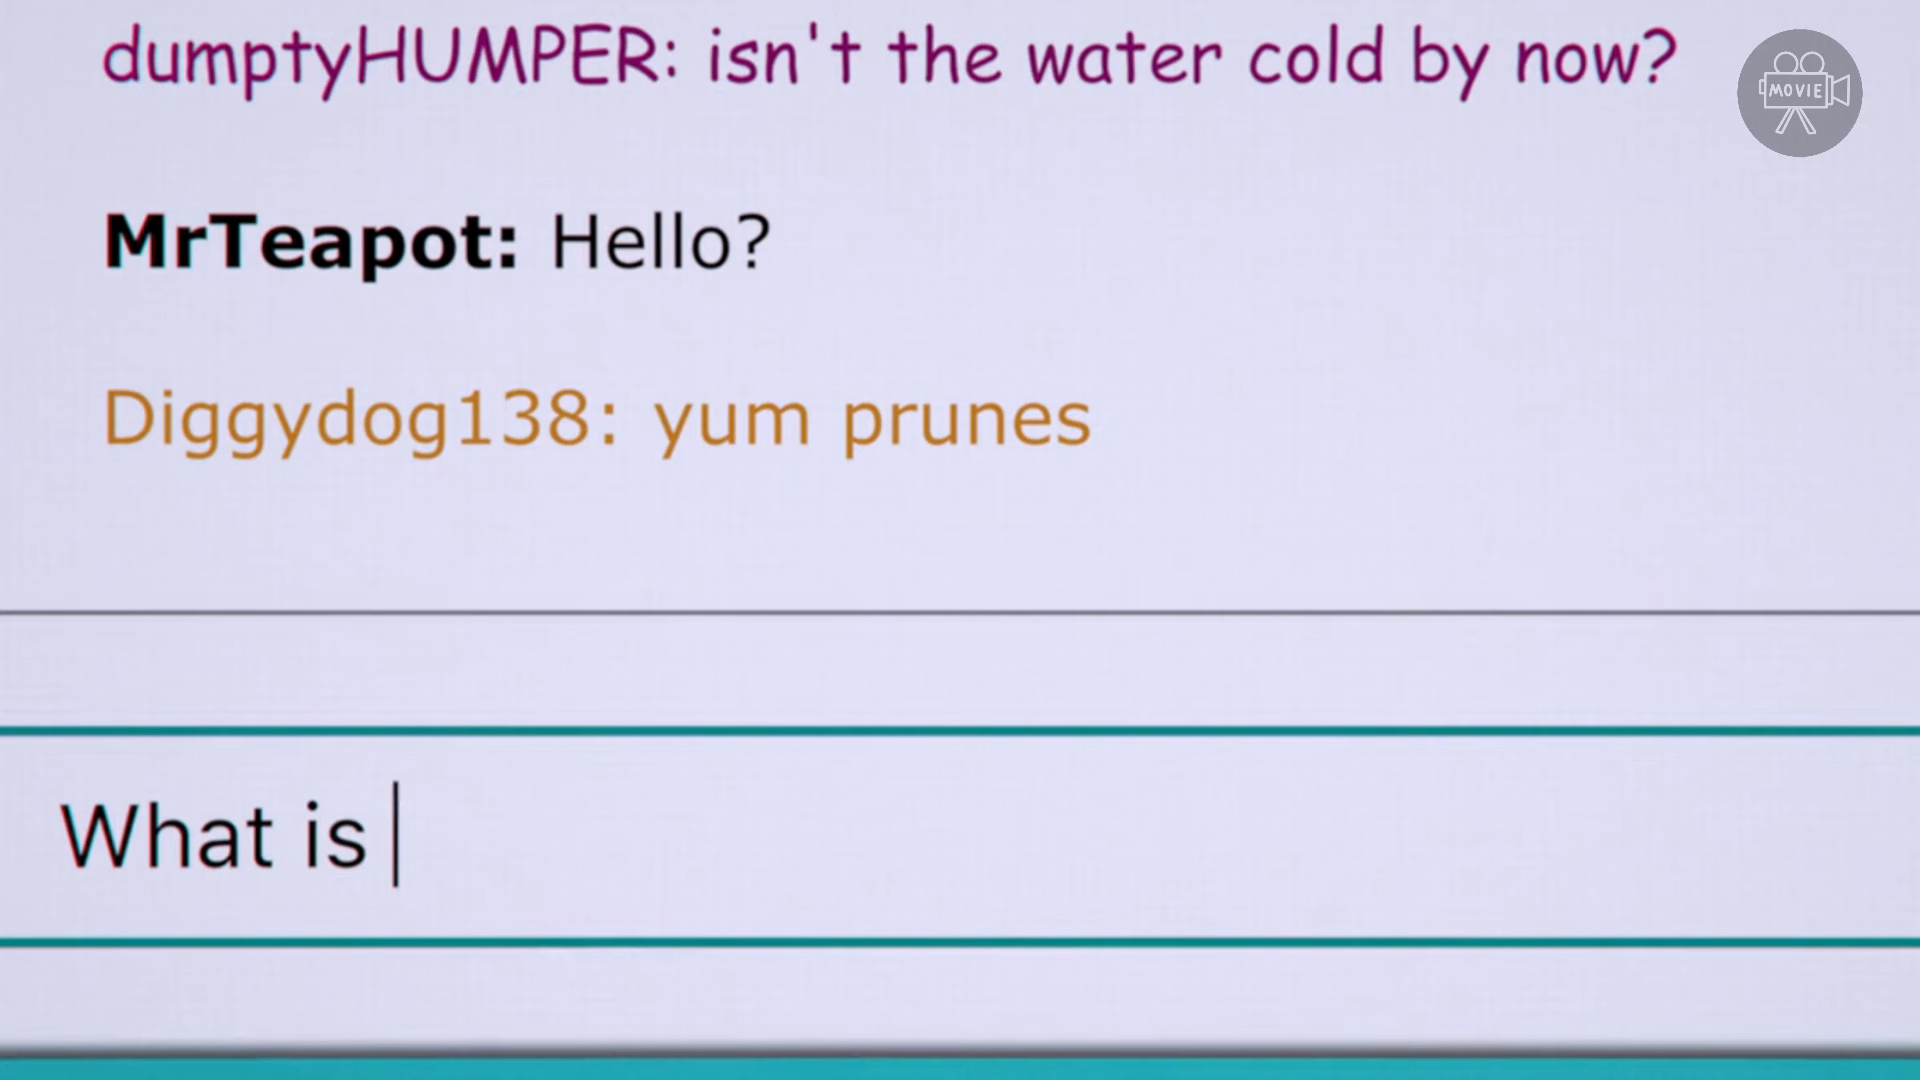 dumptyHUMPER: isn't the water cold by now?
MOVIE
MrTeapot: Hello?
Diggydog138: yum prunes
What is